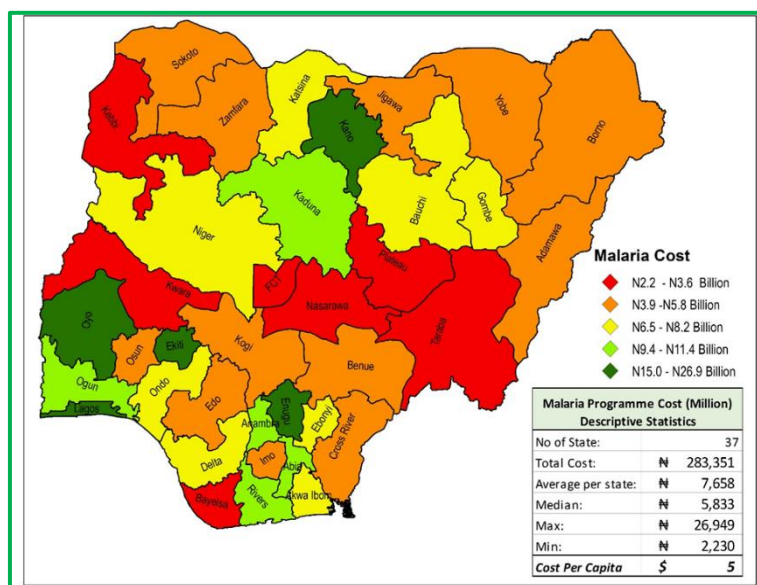 Sokoto
Katsina
Jigawa
Yobe
Borno
Kebbi
Zamfara
Kano
Kaduna
Bauchi
Gombe
Adamawa
Niger
Plateau
Kwara
FCT
Nasarawa
Taraba
Oyo
Ekiti
Kogi
Benue
Osun
Ogun
Ondo
Edo
Enugu
Ebonyi
Cross River
Lagos
Anambra
Delta
Imo
Abia
Bayelsa
Rivers
Akwa Ibom
Malaria Cost
N2.2 - N3.6 Billion
N3.9 -N5.8 Billion
N6.5 - N8.2 Billion
N9.4 - N11.4 Billion
N15.0 - N26.9 Billion
Malaria Programme Cost (Million)
Descriptive Statistics
No of State: 37
Total Cost: ₦ 283,351
Average per state: ₦ 7,658
Median: ₦ 5,833
Max: ₦ 26,949
Min: ₦ 2,230
Cost Per Capita $ 5